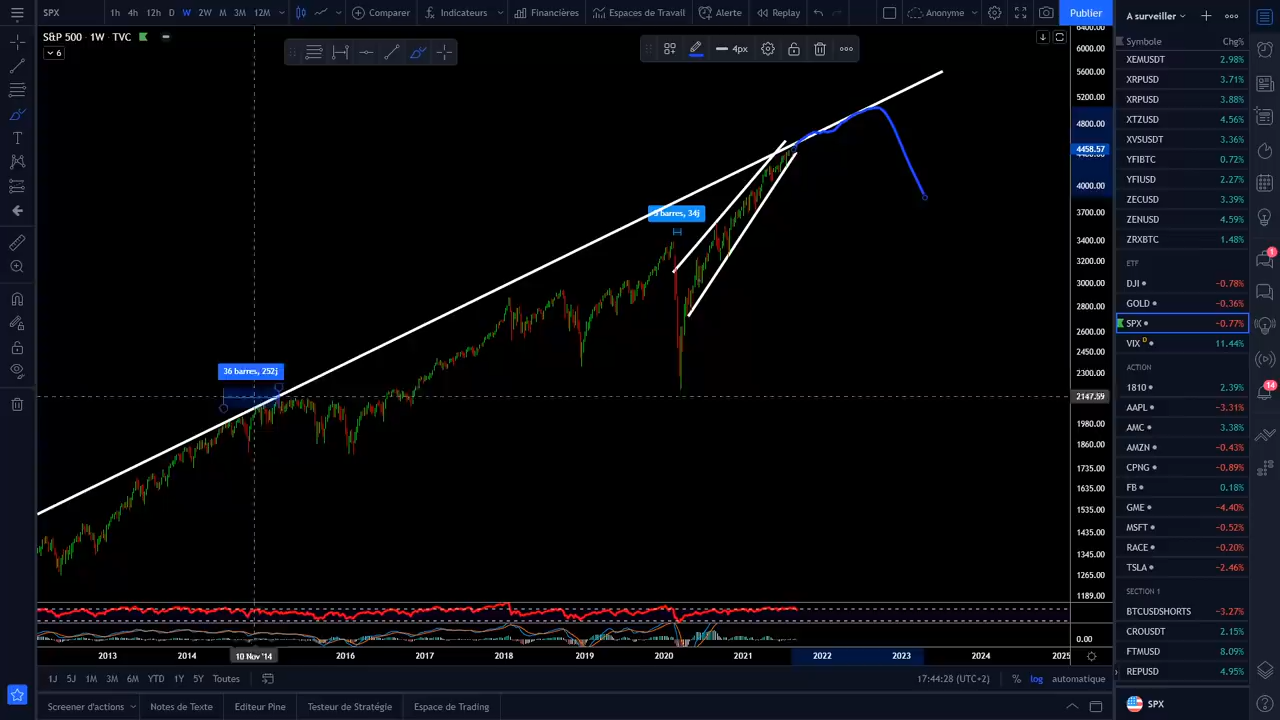 SPX 1h 4h 12h D W 2W M 3M 12M Comparer Indicateurs Financières Espaces de Travail Alerte Replay Anonyme Publier
S&P 500 · 1W · TVC
6
4px
A surveiller
Symbole Chg%
XEMUSDT 2.98%
XRPUSD 3.71%
XRPUSD 3.88%
XTZUSD 4.56%
XVSUSDT 3.36%
YFIBTC 0.72%
YFIUSD 2.27%
ZECUSD 3.39%
ZENUSD 4.59%
ZRXBTC 1.48%
ETF
DJI −0.78%
GOLD −0.36%
SPX −0.77%
VIX D 11.44%
ACTION
1810 2.39%
AAPL −3.31%
AMC 3.38%
AMZN −0.43%
CPNG −0.89%
FB 0.18%
GME −4.40%
MSFT −0.52%
RACE −0.20%
TSLA −2.46%
SECTION 1
BTCUSDSHORTS −3.27%
CROUSDT 2.15%
FTMUSD 8.09%
REPUSD 4.95%
SPX
1
14
6000.00
5600.00
5200.00
4800.00
4458.57
4000.00
3700.00
3400.00
3200.00
3000.00
2800.00
2600.00
2450.00
2300.00
2147.59
1980.00
1860.00
1735.00
1635.00
1535.00
1435.00
1345.00
1265.00
1189.00
0.00
barres, 34j
36 barres, 252j
2013 2014 10 Nov '14 2016 2017 2018 2019 2020 2021 2022 2023 2024 2025
1J 5J 1M 3M 6M YTD 1Y 5Y Toutes 17:44:28 (UTC+2) % log automatique
Screener d'actions Notes de Texte Editeur Pine Testeur de Stratégie Espace de Trading